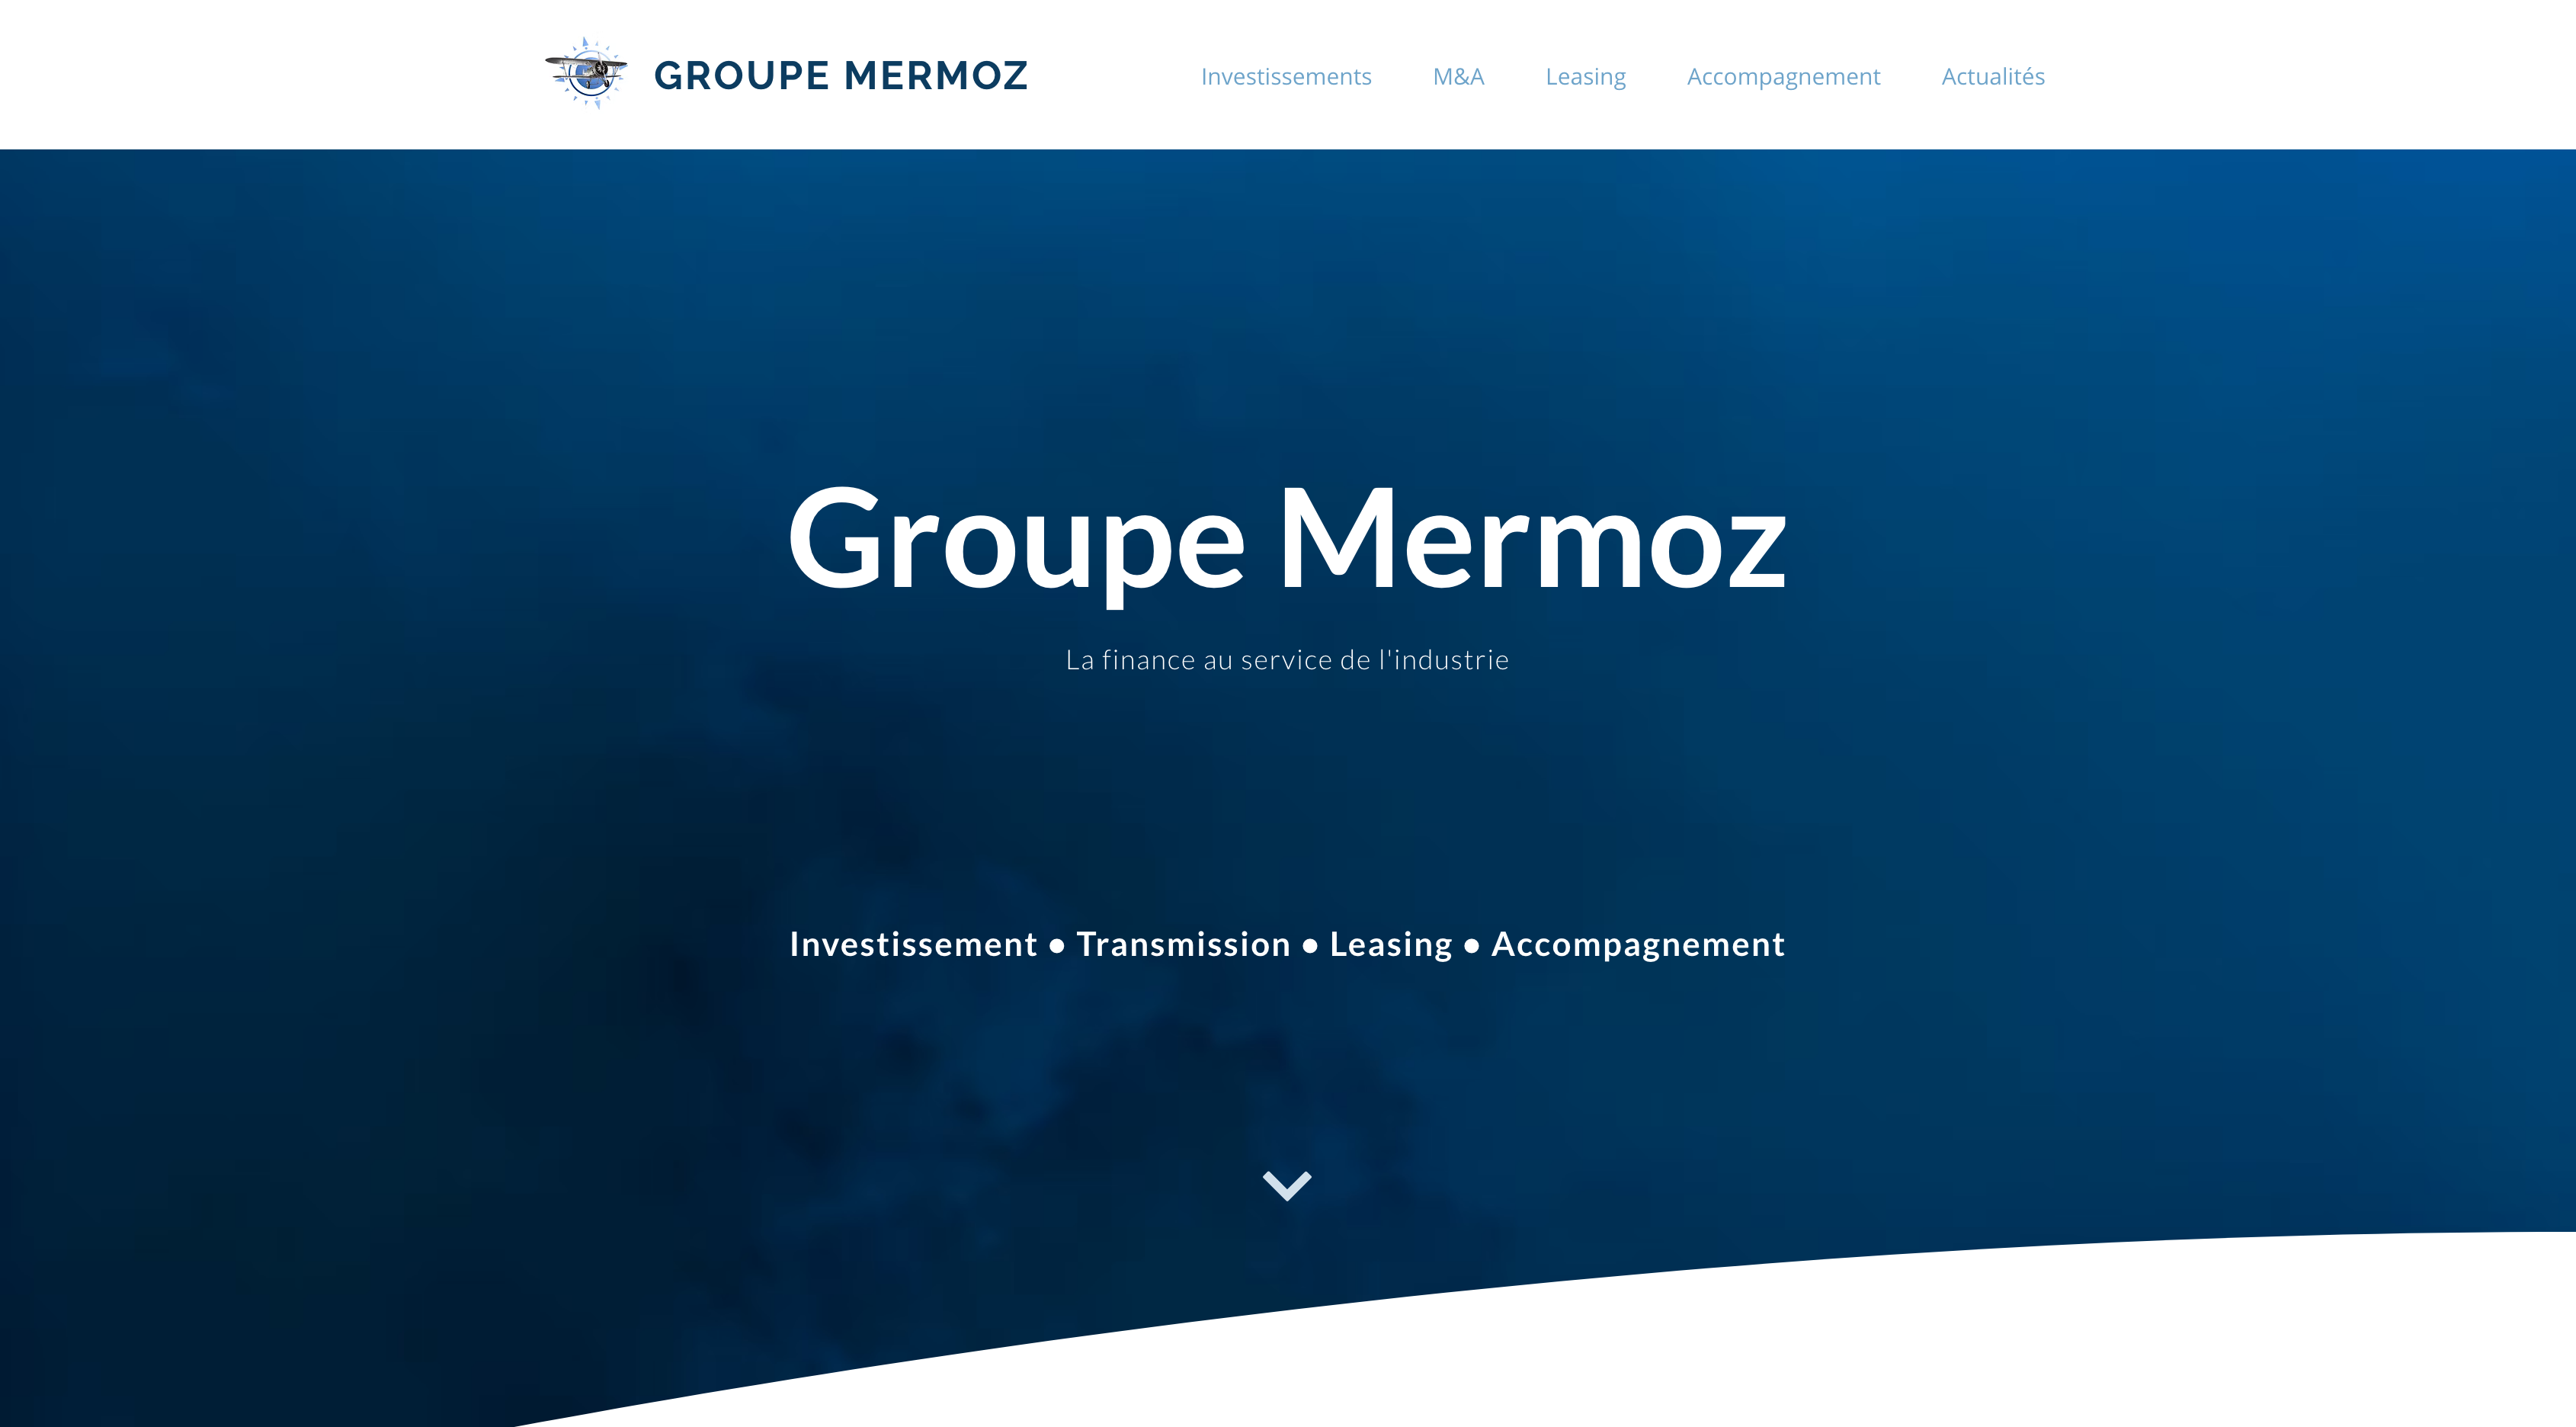 GROUPE MERMOZ
Investissements M&A Leasing Accompagnement Actualités
Groupe Mermoz
La finance au service de l'industrie
Investissement ● Transmission ● Leasing ● Accompagnement